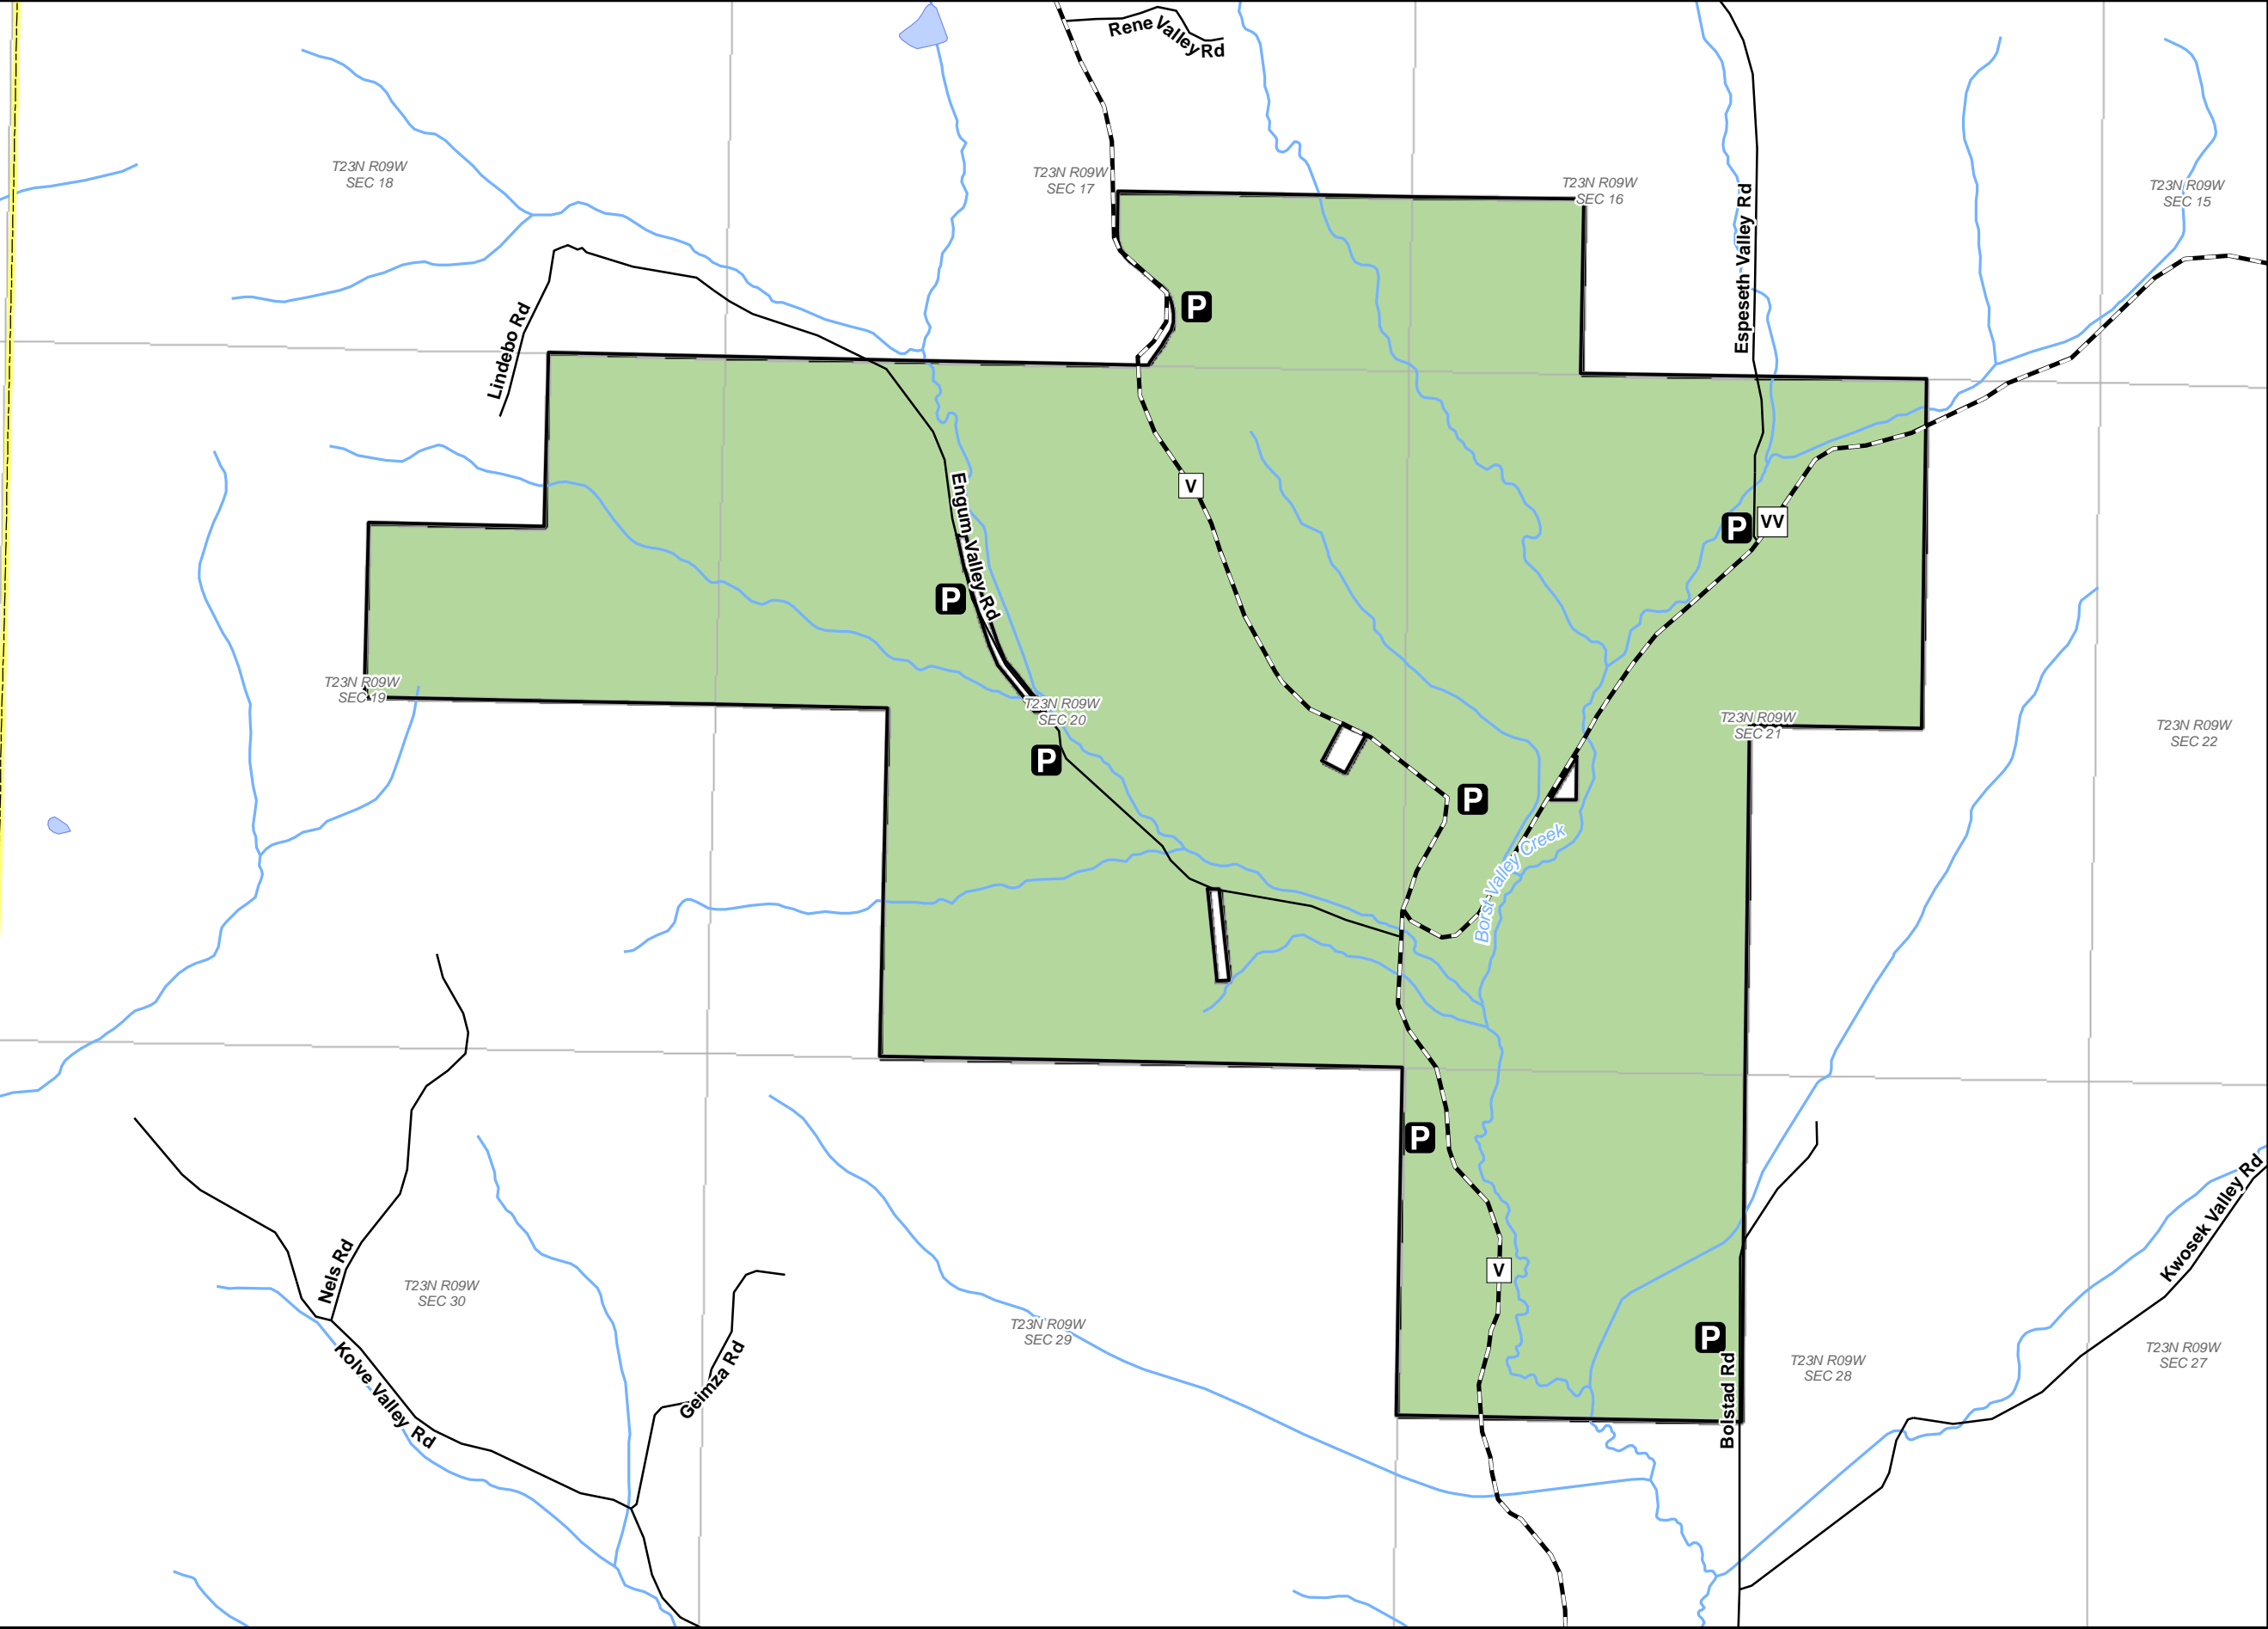 Rene Valley Rd
T23N R09W
SEC 18
T23N R09W
SEC 17
T23N R09W
SEC 16
T23N R09W
SEC 15
Espeseth Valley Rd
P
Lindebo Rd
V
P
VV
Engum Valley Rd
P
T23N R09W
SEC 19
T23N R09W
SEC 20
T23N R09W
SEC 21
T23N R09W
SEC 22
P
P
Borst Valley Creek
P
Kwosek Valley Rd
Nels Rd
T23N R09W
SEC 30
V
T23N R09W
SEC 29
P
Kolve Valley Rd
Geimza Rd
Bolstad Rd
T23N R09W
SEC 28
T23N R09W
SEC 27